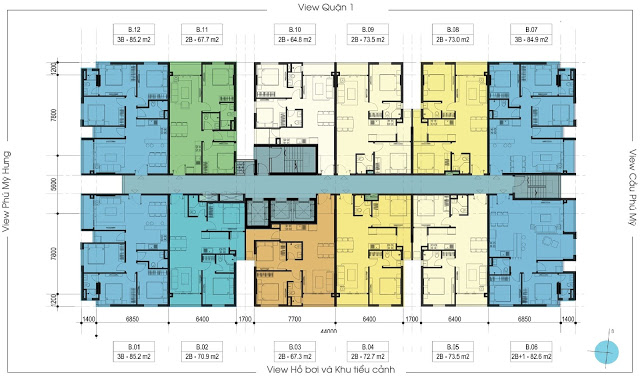 View Quận 1
B.12
3B - 85.2 m2
B.11
2B - 67.7 m2
B.10
2B - 64.8 m2
B.09
2B - 73.5 m2
B.08
2B - 73.0 m2
B.07
3B - 84.9 m2
1200
7800
9600
7800
1200
View Phú Mỹ Hưng
View Cầu Phú Mỹ
1400
6850
6400
1700
7700
6400
1700
6400
6850
1400
44000
B.01
3B - 85.2 m2
B.02
2B - 70.9 m2
B.03
2B - 67.3 m2
B.04
2B - 72.7 m2
B.05
2B - 73.5 m2
B.06
2B+1 - 82.6 m2
View Hồ bơi và Khu tiểu cảnh